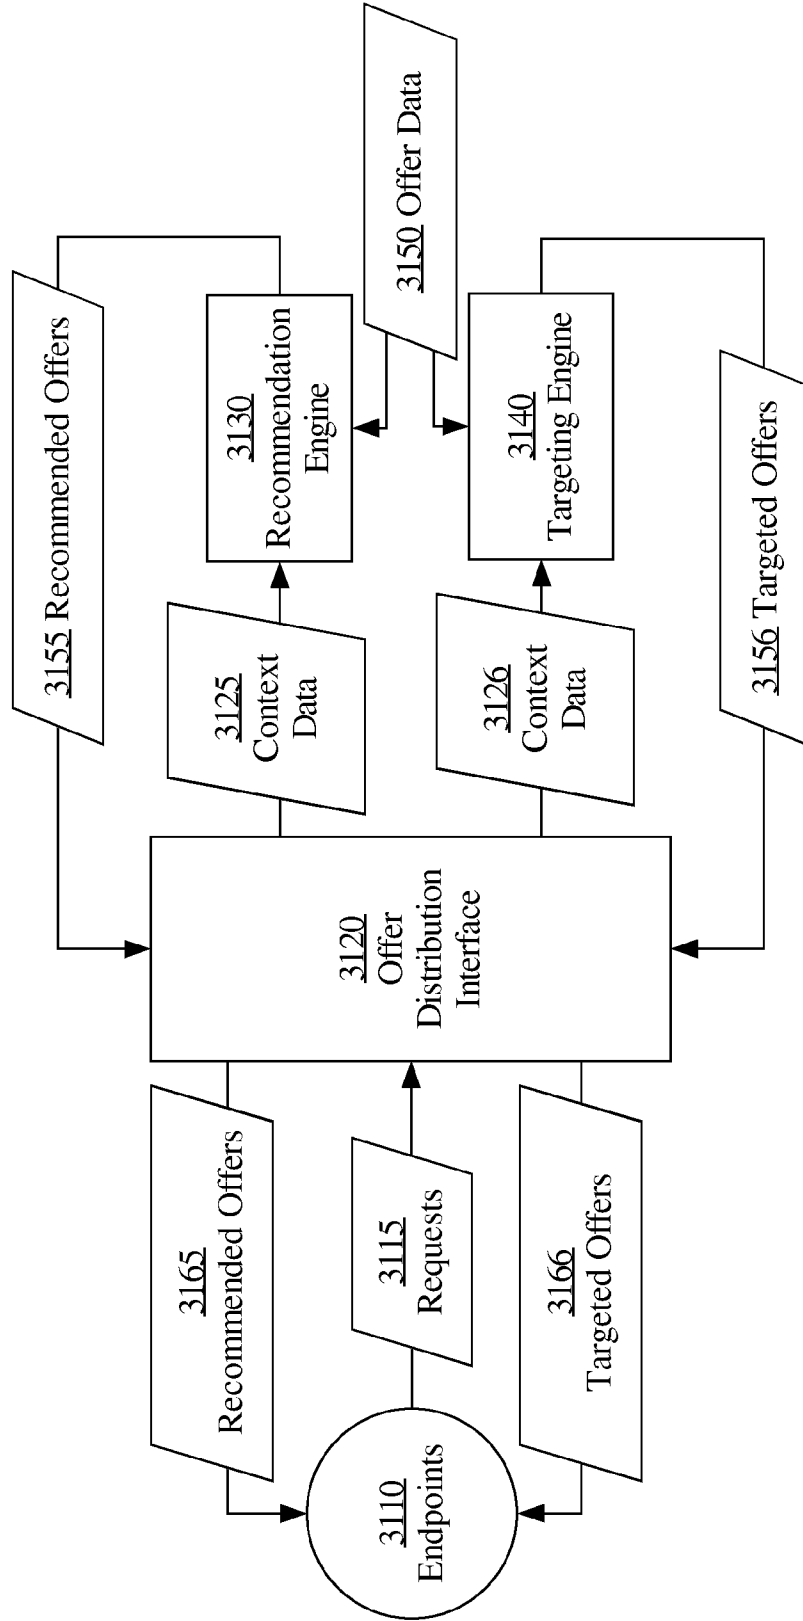 3155 Recommended Offers
3165
Recommended Offers
3125
Context
Data
3130
Recommendation
Engine
3110
Endpoints
3115
Requests
3120
Offer
Distribution
Interface
3150 Offer Data
3126
Context
Data
3140
Targeting Engine
3166
Targeted Offers
3156 Targeted Offers